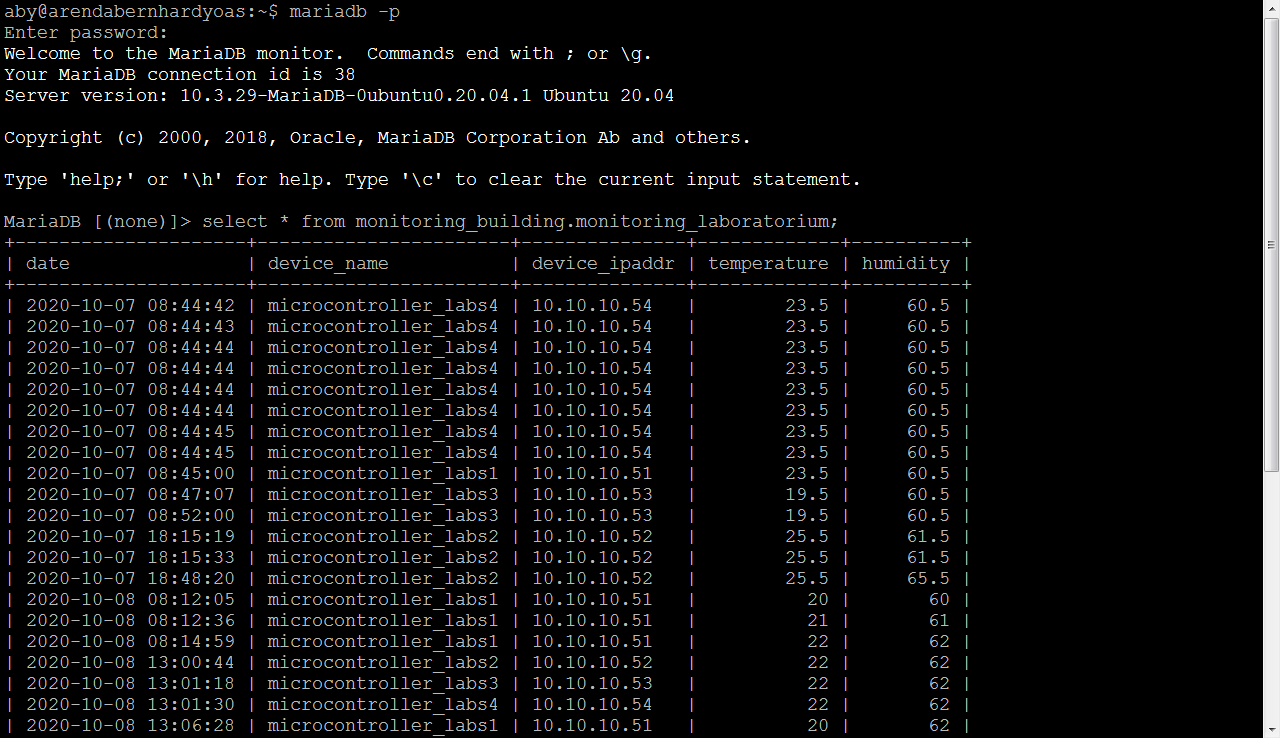 aby@arendabernhardyoas:~$ mariadb -p
Enter password:
Welcome to the MariaDB monitor.  Commands end with ; or \g.
Your MariaDB connection id is 38
Server version: 10.3.29-MariaDB-0ubuntu0.20.04.1 Ubuntu 20.04

Copyright (c) 2000, 2018, Oracle, MariaDB Corporation Ab and others.

Type 'help;' or '\h' for help. Type '\c' to clear the current input statement.

MariaDB [(none)]> select * from monitoring_building.monitoring_laboratorium;
+---------------------+-----------------------+---------------+-------------+----------+
| date                | device_name           | device_ipaddr | temperature | humidity |
+---------------------+-----------------------+---------------+-------------+----------+
| 2020-10-07 08:44:42 | microcontroller_labs4 | 10.10.10.54   |        23.5 |     60.5 |
| 2020-10-07 08:44:43 | microcontroller_labs4 | 10.10.10.54   |        23.5 |     60.5 |
| 2020-10-07 08:44:44 | microcontroller_labs4 | 10.10.10.54   |        23.5 |     60.5 |
| 2020-10-07 08:44:44 | microcontroller_labs4 | 10.10.10.54   |        23.5 |     60.5 |
| 2020-10-07 08:44:44 | microcontroller_labs4 | 10.10.10.54   |        23.5 |     60.5 |
| 2020-10-07 08:44:44 | microcontroller_labs4 | 10.10.10.54   |        23.5 |     60.5 |
| 2020-10-07 08:44:45 | microcontroller_labs4 | 10.10.10.54   |        23.5 |     60.5 |
| 2020-10-07 08:44:45 | microcontroller_labs4 | 10.10.10.54   |        23.5 |     60.5 |
| 2020-10-07 08:45:00 | microcontroller_labs1 | 10.10.10.51   |        23.5 |     60.5 |
| 2020-10-07 08:47:07 | microcontroller_labs3 | 10.10.10.53   |        19.5 |     60.5 |
| 2020-10-07 08:52:00 | microcontroller_labs3 | 10.10.10.53   |        19.5 |     60.5 |
| 2020-10-07 18:15:19 | microcontroller_labs2 | 10.10.10.52   |        25.5 |     61.5 |
| 2020-10-07 18:15:33 | microcontroller_labs2 | 10.10.10.52   |        25.5 |     61.5 |
| 2020-10-07 18:48:20 | microcontroller_labs2 | 10.10.10.52   |        25.5 |     65.5 |
| 2020-10-08 08:12:05 | microcontroller_labs1 | 10.10.10.51   |          20 |       60 |
| 2020-10-08 08:12:36 | microcontroller_labs1 | 10.10.10.51   |          21 |       61 |
| 2020-10-08 08:14:59 | microcontroller_labs1 | 10.10.10.51   |          22 |       62 |
| 2020-10-08 13:00:44 | microcontroller_labs2 | 10.10.10.52   |          22 |       62 |
| 2020-10-08 13:01:18 | microcontroller_labs3 | 10.10.10.53   |          22 |       62 |
| 2020-10-08 13:01:30 | microcontroller_labs4 | 10.10.10.54   |          22 |       62 |
| 2020-10-08 13:06:28 | microcontroller_labs1 | 10.10.10.51   |          20 |       62 |